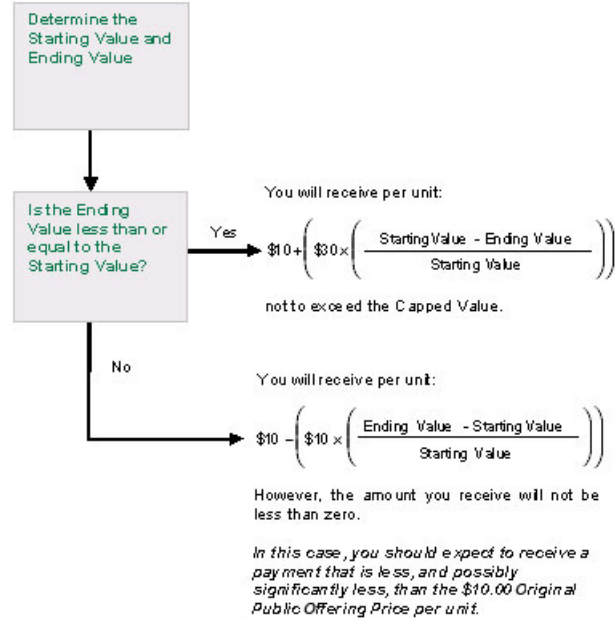 Determine the
Starting Value and
Ending Value
Is the Ending
Value less than or
equal to the
Starting Value?
Yes
You will receive per unit:
$10+($30×((Starting Value - Ending Value)/Starting Value))
not to exceed the Capped Value.
No
You will receive per unit:
$10 –($10 ×((Ending Value - Starting Value)/Starting Value))
However, the amount you receive will not be
less than zero.
In this case, you should expect to receive a
payment that is less, and possibly
significantly less, than the $10.00 Original
Public Offering Price per unit.